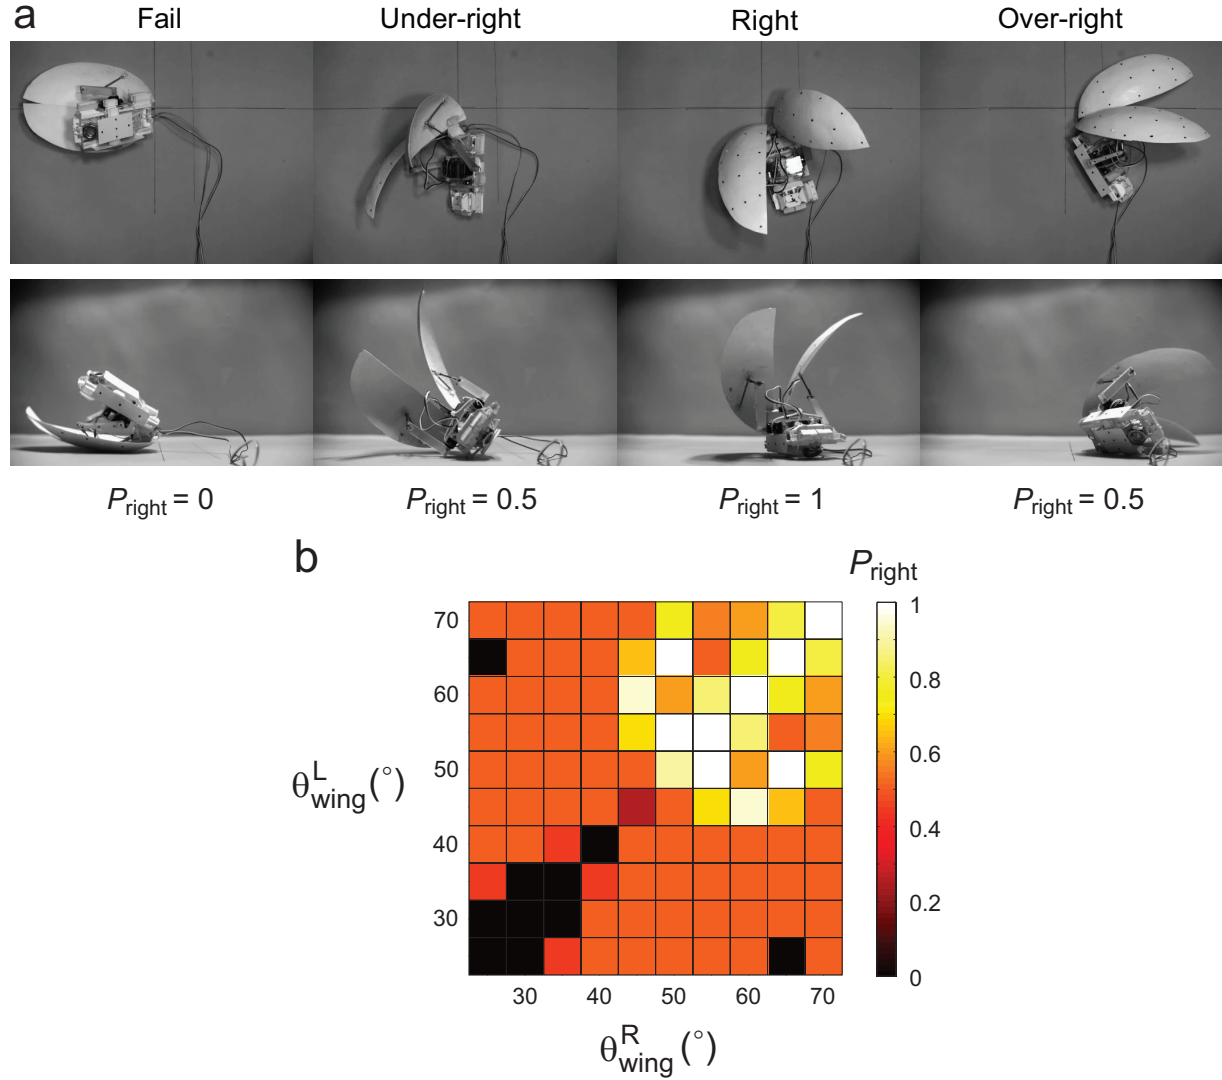 a
Fail Under-right Right Over-right
P_right = 0 P_right = 0.5 P_right = 1 P_right = 0.5
b
P_right
70
60
50
40
30
θ^L_wing (°)
1
0.8
0.6
0.4
0.2
0
30 40 50 60 70
θ^R_wing (°)